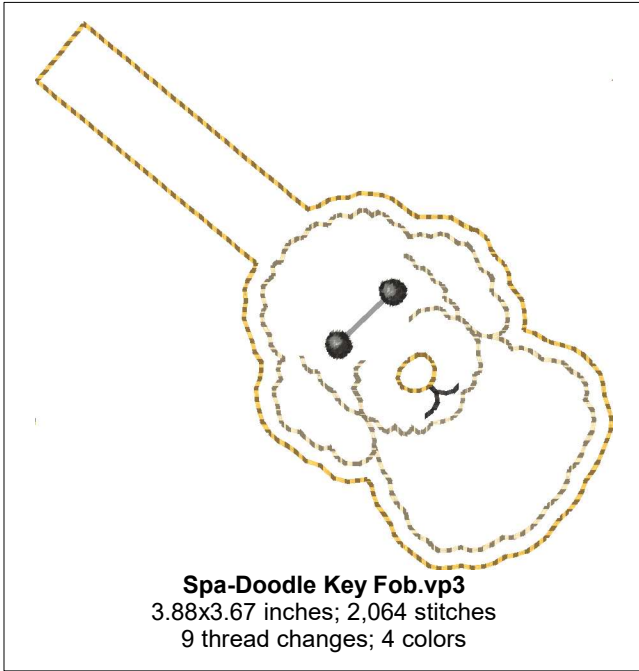 Spa-Doodle Key Fob.vp3
3.88x3.67 inches; 2,064 stitches
9 thread changes; 4 colors